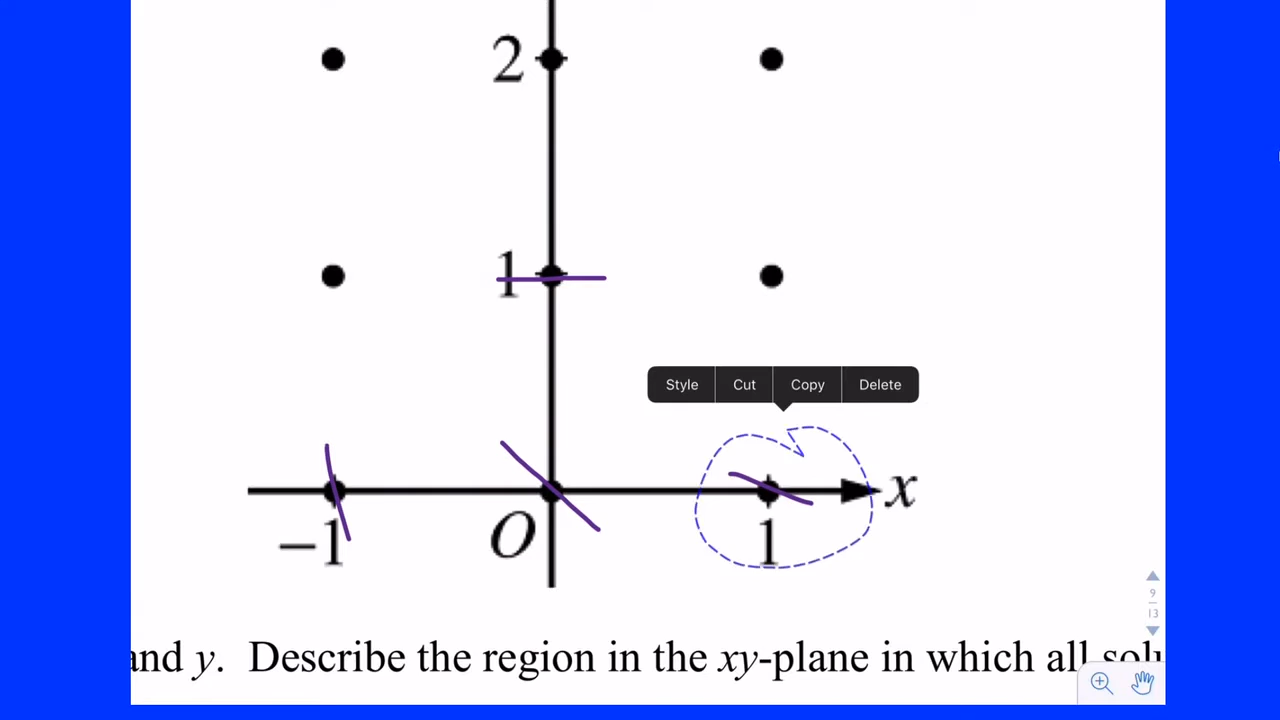 2
1
Style Cut Copy Delete
x
−1 O 1
9
13
and y. Describe the region in the xy-plane in which all solu